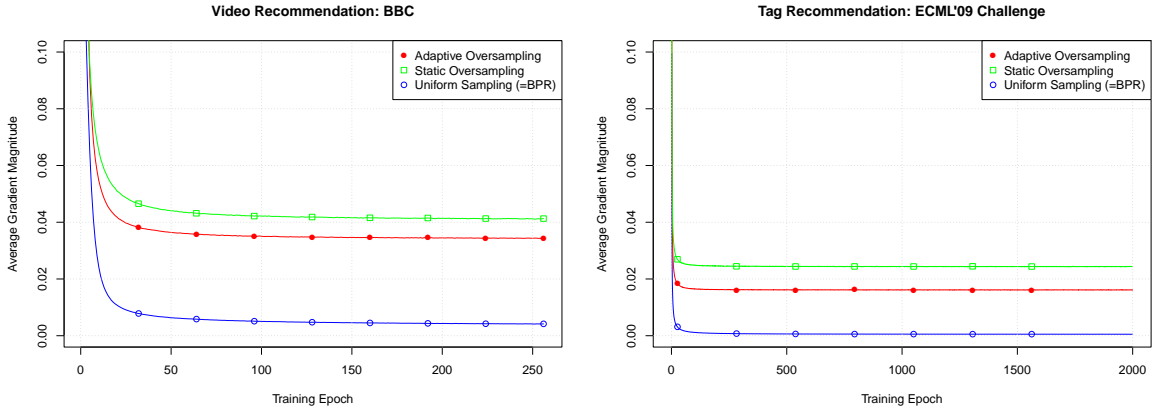 Video Recommendation: BBC
Average Gradient Magnitude
0.10
0.08
0.06
0.04
0.02
0.00
0 50 100 150 200 250
Training Epoch
Adaptive Oversampling
Static Oversampling
Uniform Sampling (=BPR)
Tag Recommendation: ECML'09 Challenge
Average Gradient Magnitude
0.10
0.08
0.06
0.04
0.02
0.00
0 500 1000 1500 2000
Training Epoch
Adaptive Oversampling
Static Oversampling
Uniform Sampling (=BPR)